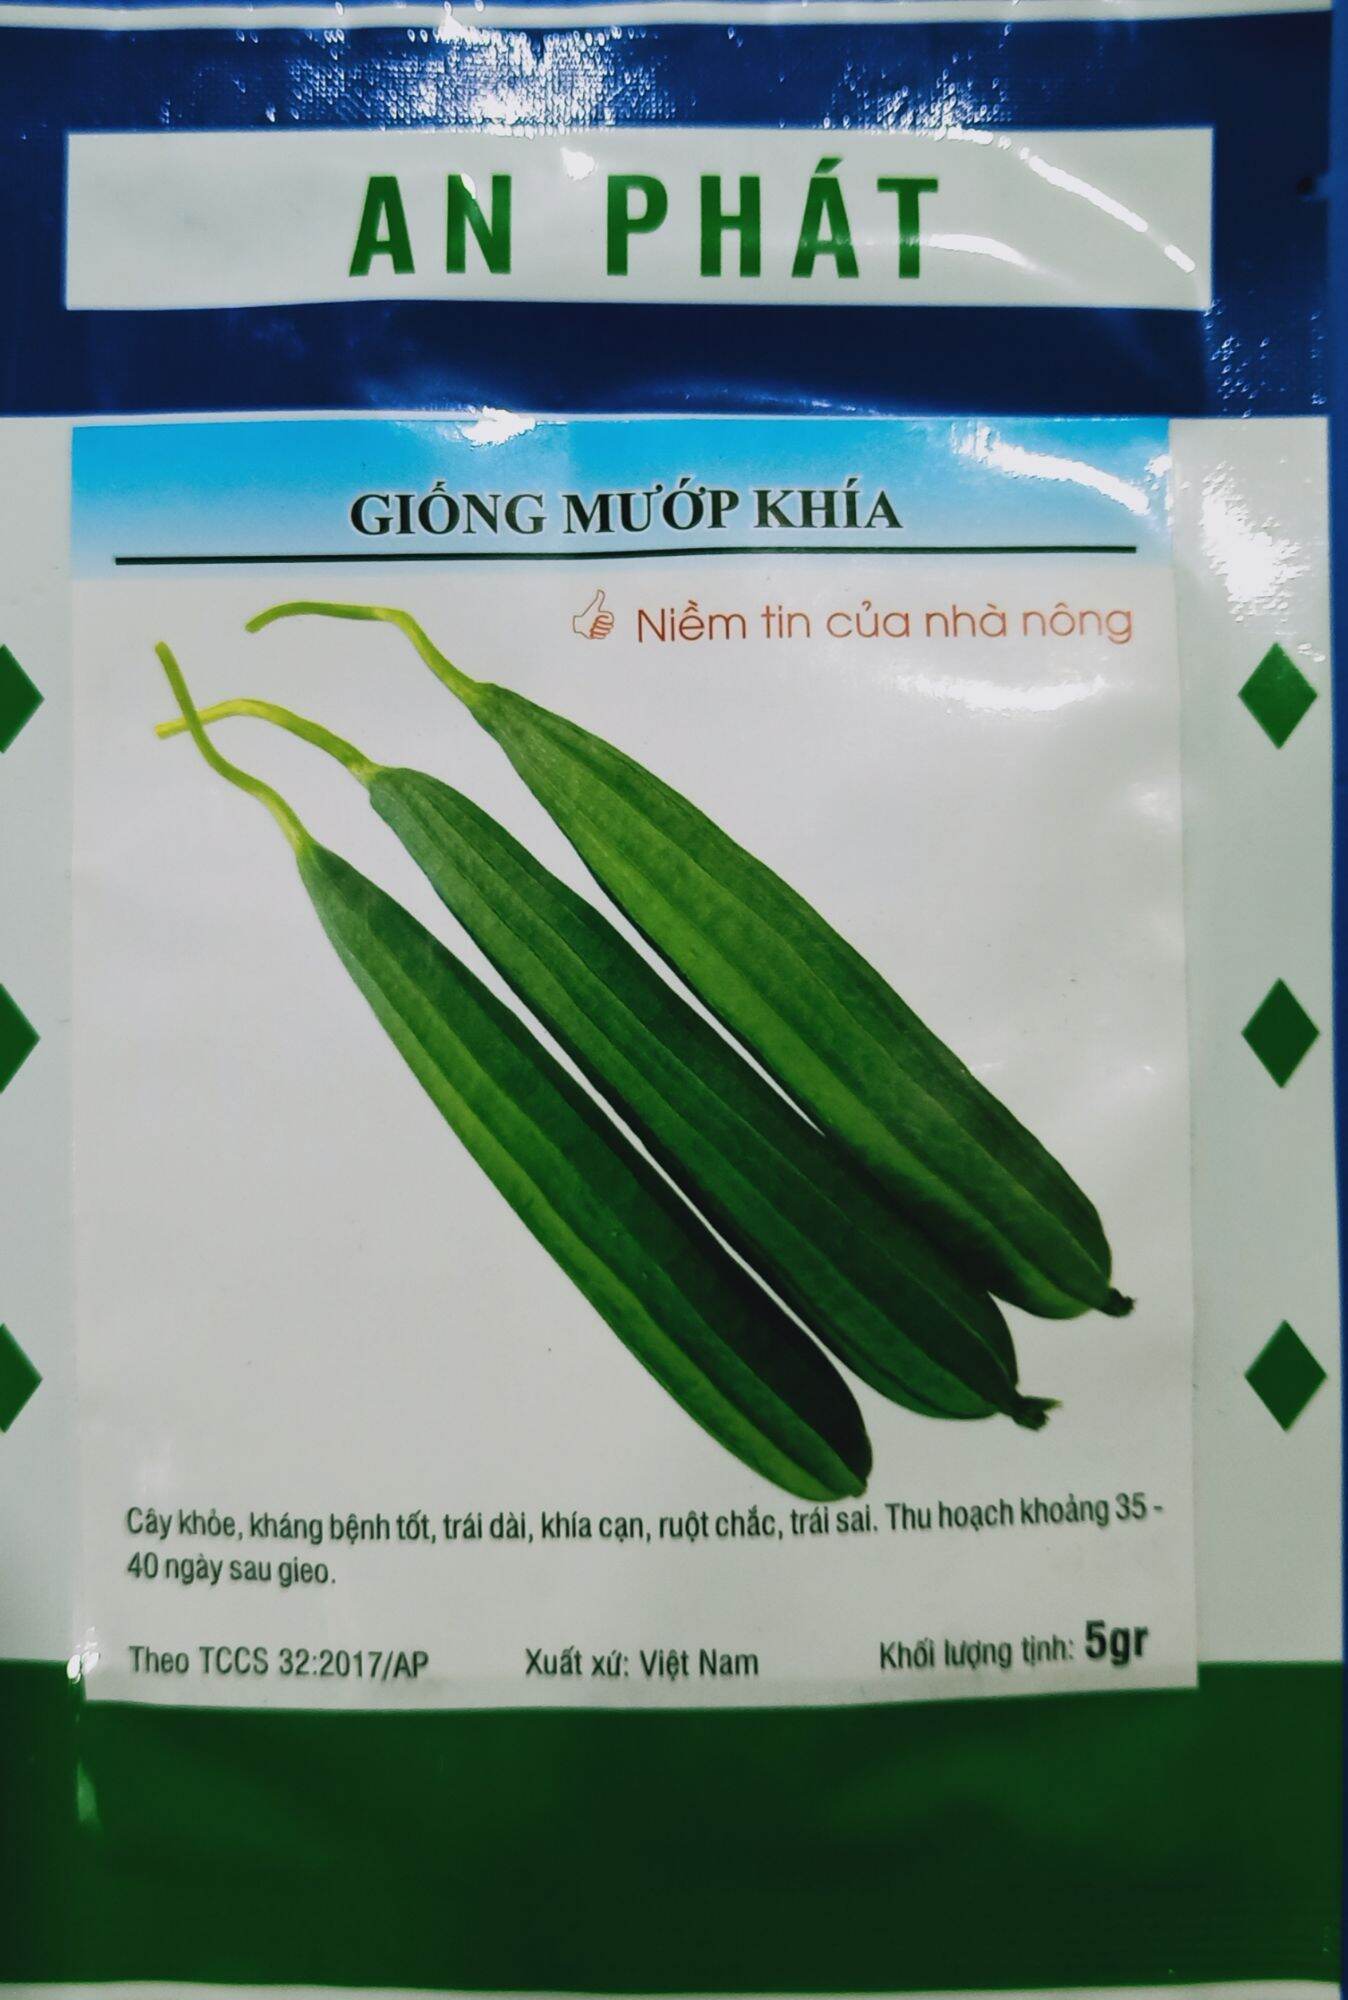 AN PHÁT
GIỐNG MƯỚP KHÍA
Niềm tin của nhà nông
Cây khỏe, kháng bệnh tốt, trái dài, khía cạn, ruột chắc, trái sai. Thu hoạch khoảng 35 -
40 ngày sau gieo.
Theo TCCS 32:2017/AP Xuất xứ: Việt Nam Khối lượng tịnh: 5gr